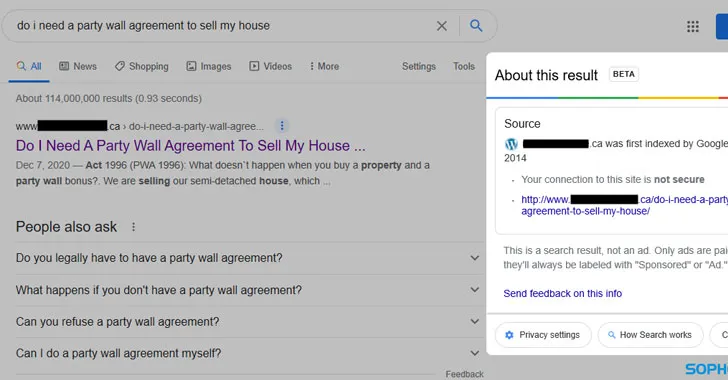 do i need a party wall agreement to sell my house
All
News
Shopping
Images
Videos
More
Settings
Tools
About 114,000,000 results (0.93 seconds)
www .ca › do-i-need-a-party-wall-agree...
Do I Need A Party Wall Agreement To Sell My House ...
Dec 7, 2020 — Act 1996 (PWA 1996): What doesn`t happen when you buy a property and a
party wall bonus?. We are selling our semi-detached house, which ...
People also ask
Do you legally have to have a party wall agreement?
What happens if you don't have a party wall agreement?
Can you refuse a party wall agreement?
Can I do a party wall agreement myself?
Feedback
About this result BETA
Source
.ca was first indexed by Google
2014
Your connection to this site is not secure
http://www. .ca/do-i-need-a-party
agreement-to-sell-my-house/
This is a search result, not an ad. Only ads are pai
they'll always be labeled with "Sponsored" or "Ad."
Send feedback on this info
Privacy settings
How Search works
SOPH